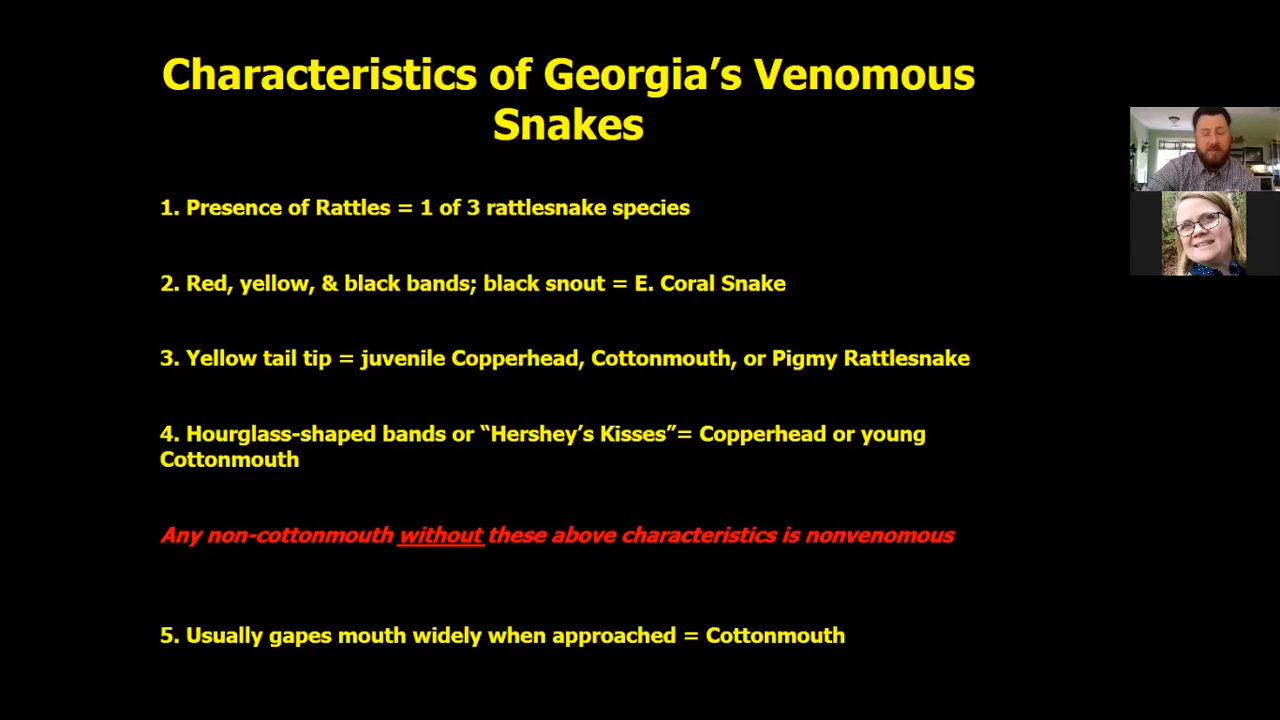 Characteristics of Georgia’s Venomous
Snakes
1. Presence of Rattles = 1 of 3 rattlesnake species
2. Red, yellow, & black bands; black snout = E. Coral Snake
3. Yellow tail tip = juvenile Copperhead, Cottonmouth, or Pigmy Rattlesnake
4. Hourglass-shaped bands or “Hershey’s Kisses”= Copperhead or young
Cottonmouth
Any non-cottonmouth without these above characteristics is nonvenomous
5. Usually gapes mouth widely when approached = Cottonmouth